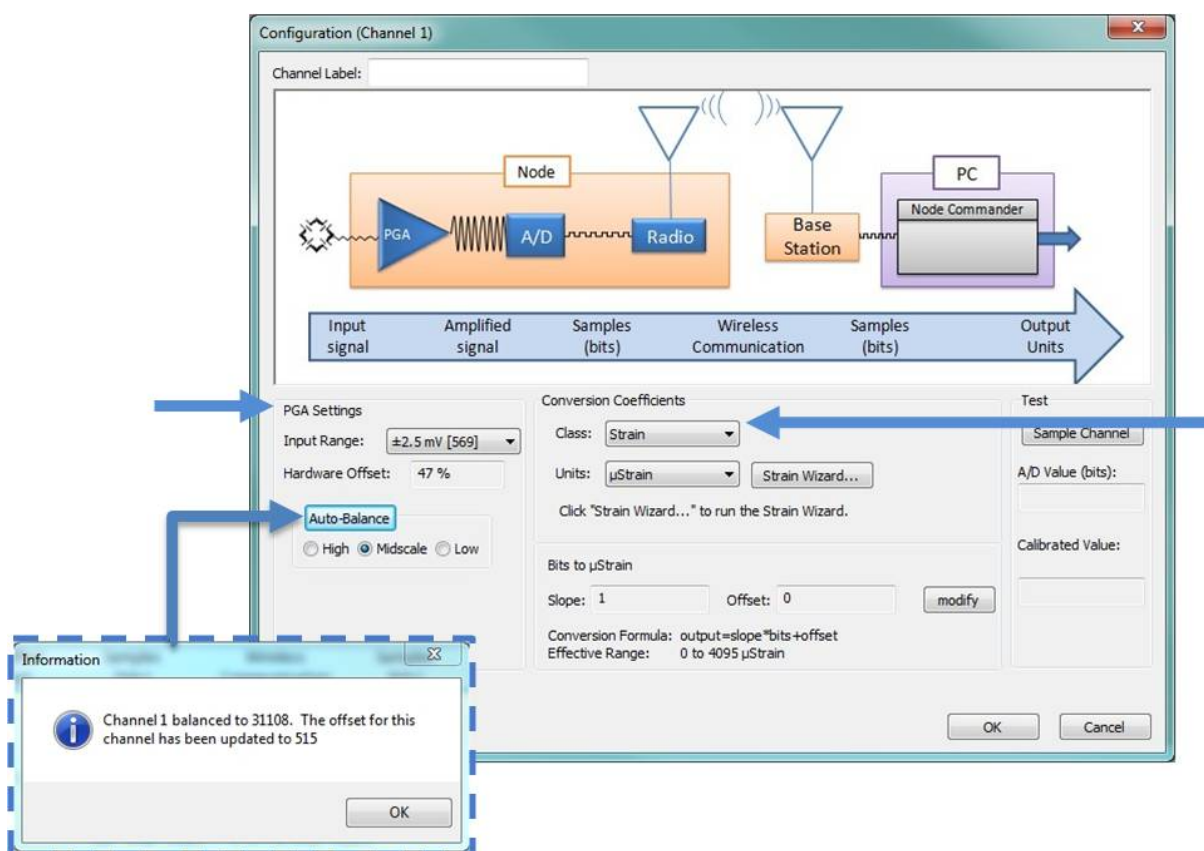 Configuration (Channel 1)
Channel Label:
Node
PC
PGA
A/D
Radio
Base
Station
Node Commander
Input
signal
Amplified
signal
Samples
(bits)
Wireless
Communication
Samples
(bits)
Output
Units
PGA Settings
Input Range: ±2.5 mV [569]
Hardware Offset: 47 %
Auto-Balance
High Midscale Low
Conversion Coefficients
Class: Strain
Units: µStrain Strain Wizard...
Click "Strain Wizard..." to run the Strain Wizard.
Bits to µStrain
Slope: 1 Offset: 0 modify
Conversion Formula: output=slope*bits+offset
Effective Range: 0 to 4095 µStrain
Test
Sample Channel
A/D Value (bits):
Calibrated Value:
OK Cancel
Information
Channel 1 balanced to 31108. The offset for this
channel has been updated to 515
OK